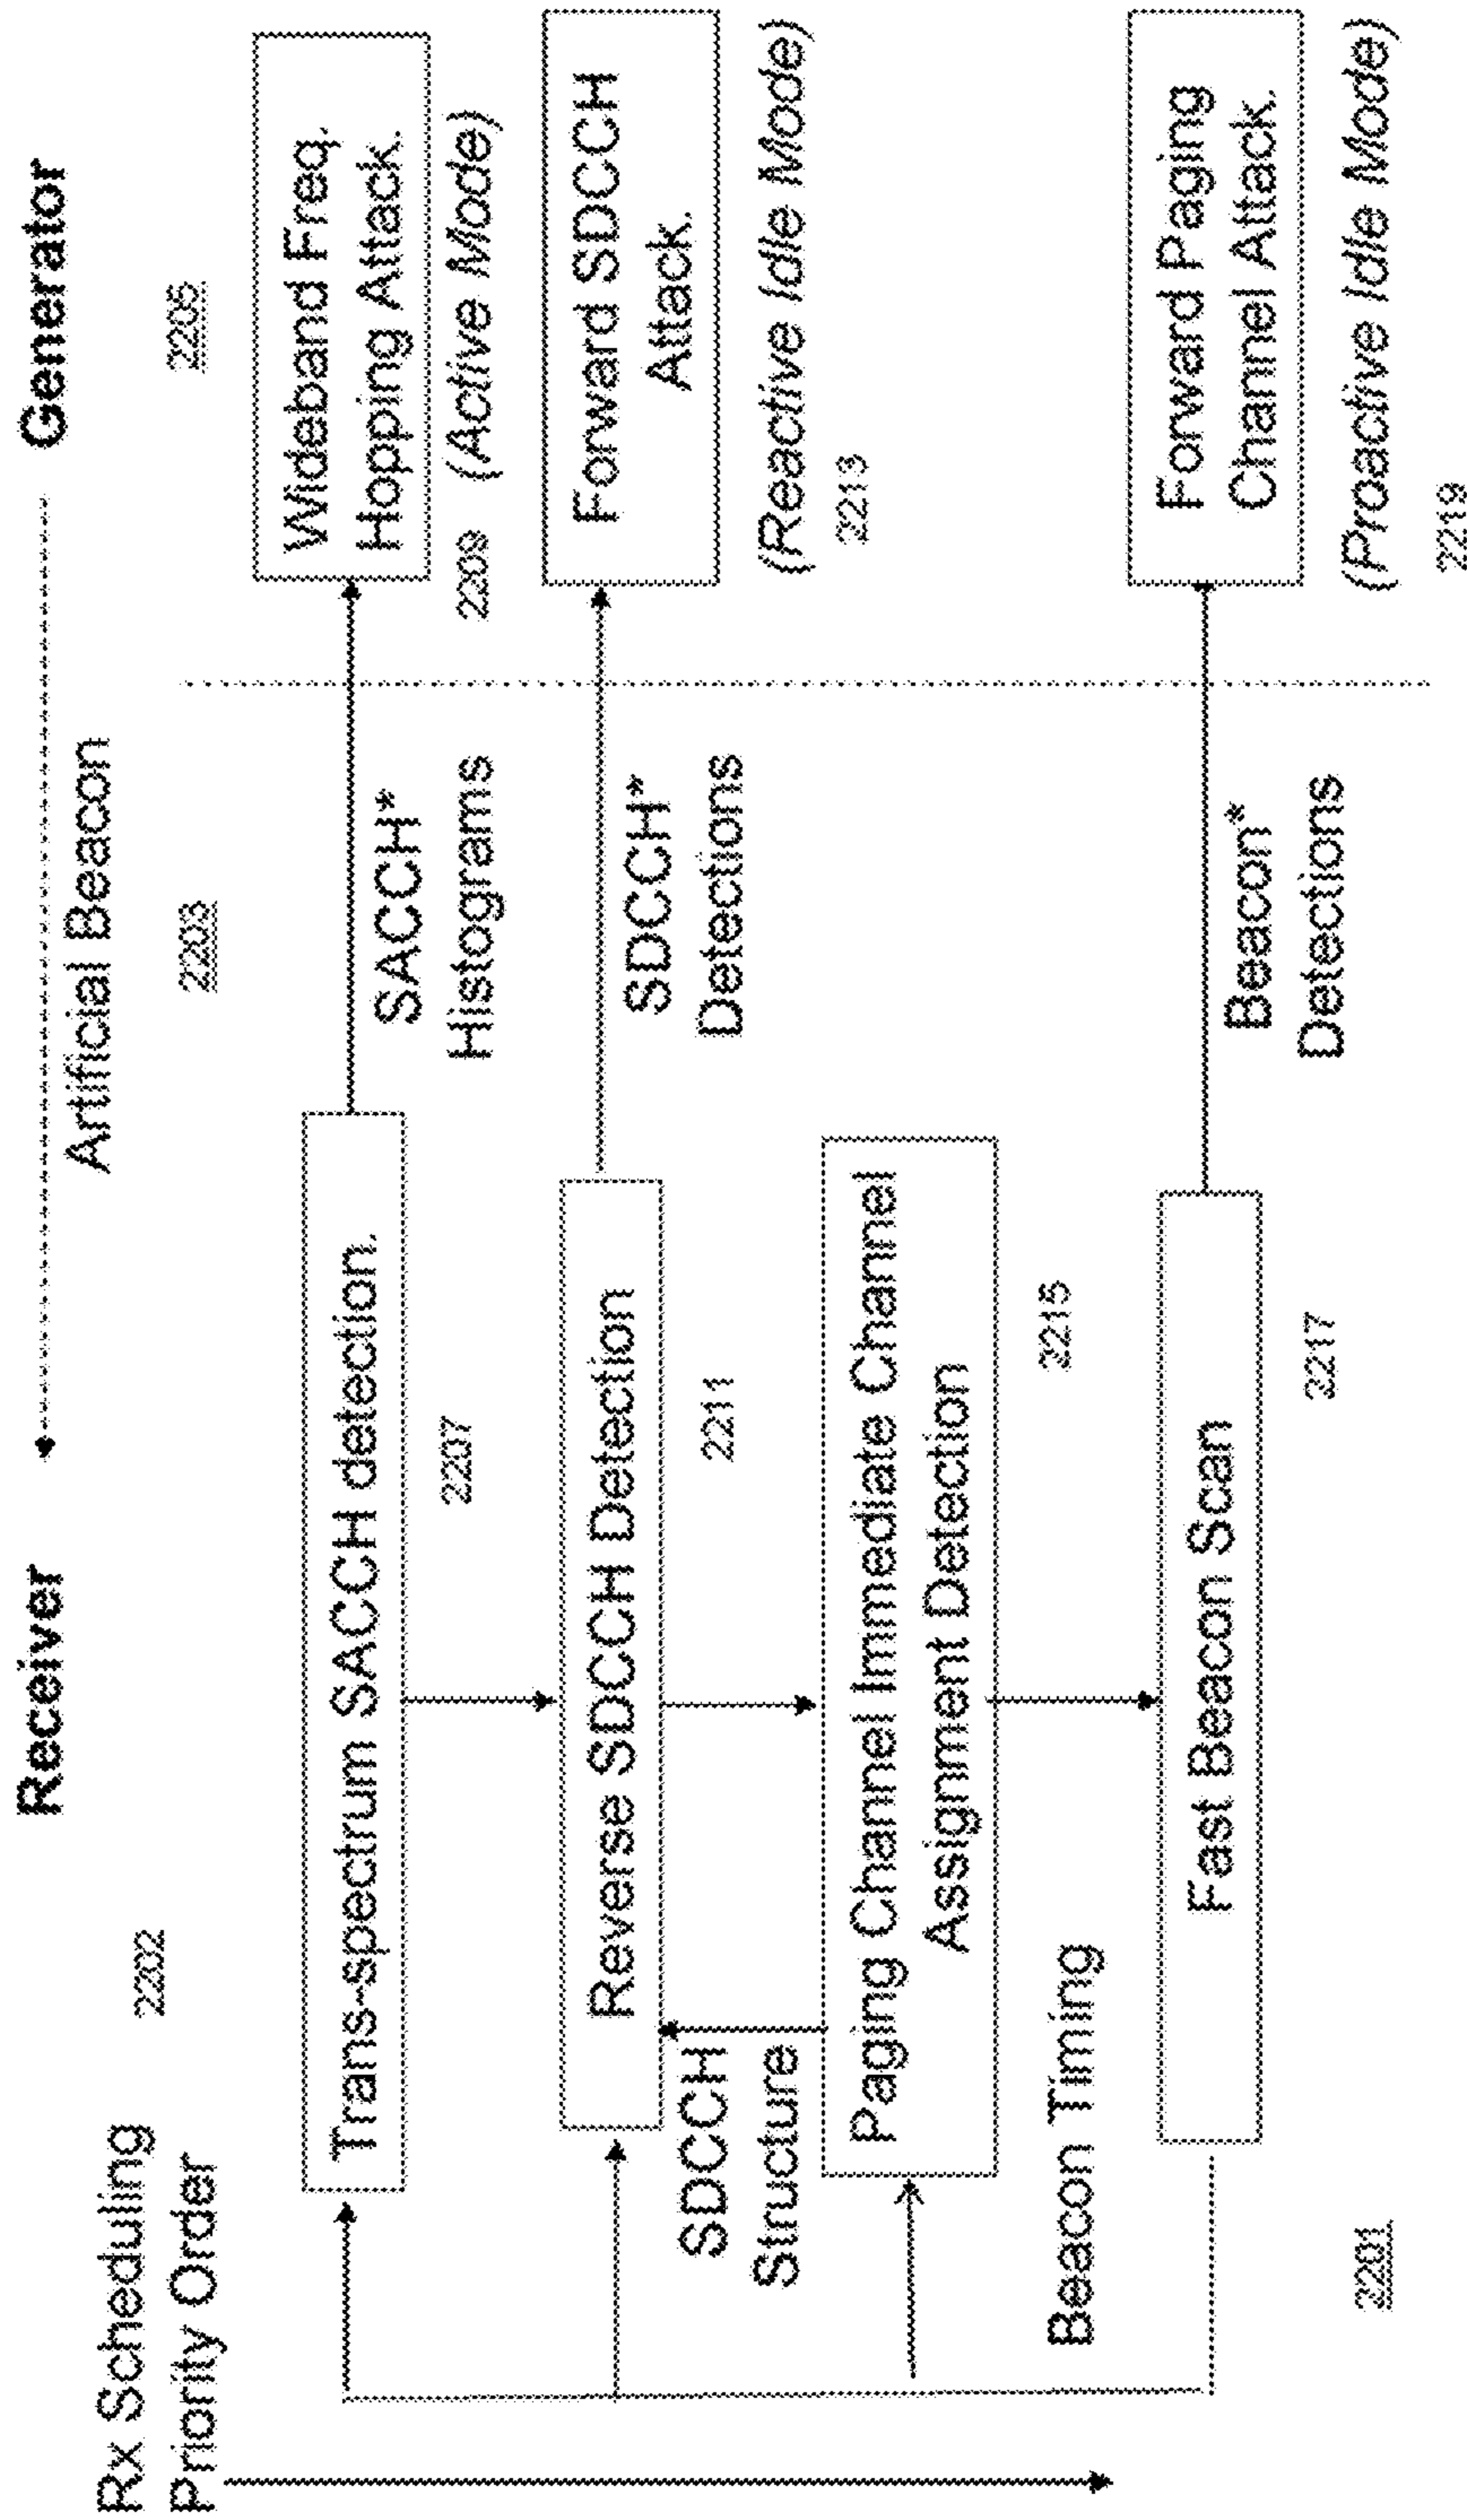 Receiver
Artificial Beacon
Generator
Rx Scheduling
Priority Order
2202
2203
2205
Trans-spectrum SACCH detection.
2207
SACCH*
Histograms
Wideband Freq.
Hopping Attack.
2209
(Active Mode)
Reverse SDCCH Detection
2211
SDCCH*
Detections
Forward SDCCH
Attack.
(Reactive Idle Mode)
2213
SDCCH
Structure
Paging Channel Immediate Channel
Assignment Detection
2215
Beacon Timing
Fast Beacon Scan
2217
Beacon*
Detections
Forward Paging
Channel Attack.
(Proactive Idle Mode)
2219
2201